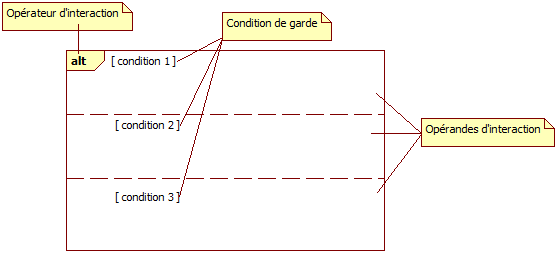 Opérateur d'interaction
Condition de garde
alt
[ condition 1 ]
[ condition 2 ]
Opérandes d'interaction
[ condition 3 ]